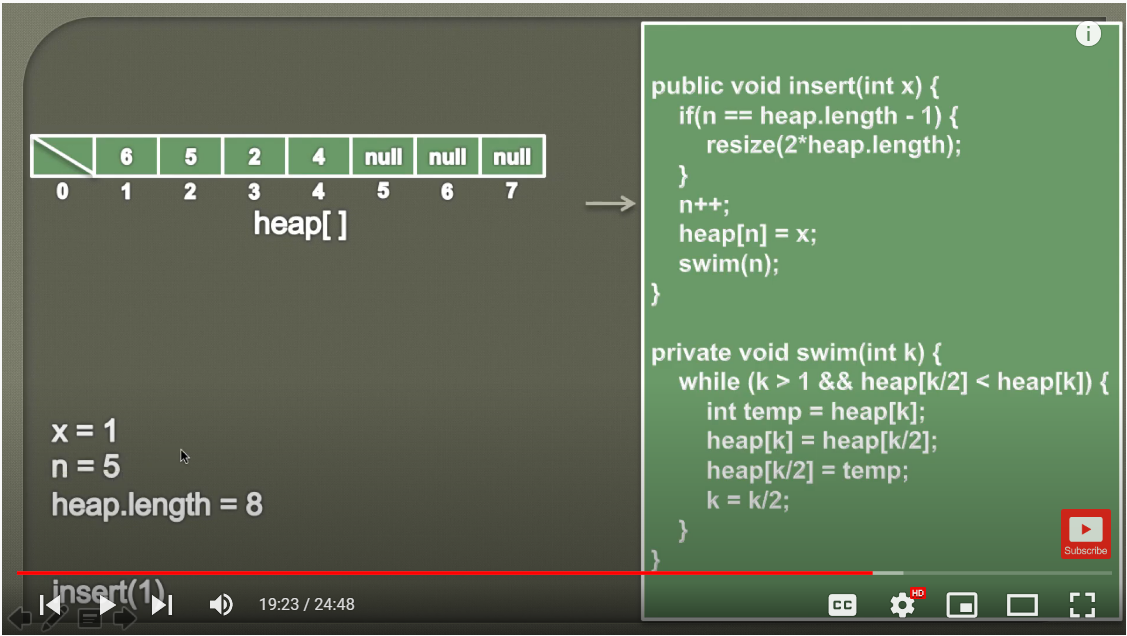 public void insert(int x) {
if(n == heap.length - 1) {
resize(2*heap.length);
}
n++;
heap[n] = x;
swim(n);
}
private void swim(int k) {
while (k > 1 && heap[k/2] < heap[k]) {
int temp = heap[k];
heap[k] = heap[k/2];
heap[k/2] = temp;
k = k/2;
}
}
6 5 2 4 null null null
0 1 2 3 4 5 6 7
heap[ ]
x = 1
n = 5
heap.length = 8
insert(1)
Subscribe
19:23 / 24:48
CC
HD
i